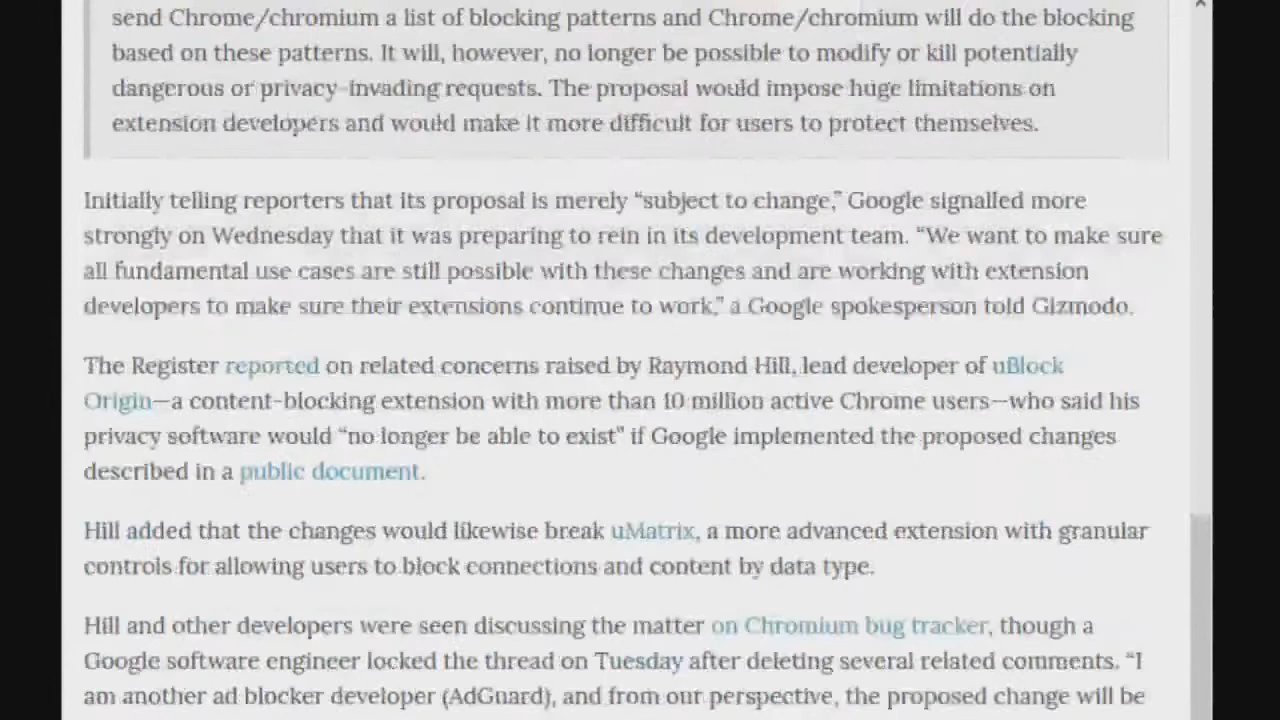 send Chrome/chromium a list of blocking patterns and Chrome/chromium will do the blocking
based on these patterns. It will, however, no longer be possible to modify or kill potentially
dangerous or privacy-invading requests. The proposal would impose huge limitations on
extension developers and would make it more difficult for users to protect themselves.
Initially telling reporters that its proposal is merely “subject to change,” Google signalled more
strongly on Wednesday that it was preparing to rein in its development team. “We want to make sure
all fundamental use cases are still possible with these changes and are working with extension
developers to make sure their extensions continue to work,” a Google spokesperson told Gizmodo.
The Register reported on related concerns raised by Raymond Hill, lead developer of uBlock
Origin—a content-blocking extension with more than 10 million active Chrome users—who said his
privacy software would “no longer be able to exist” if Google implemented the proposed changes
described in a public document.
Hill added that the changes would likewise break uMatrix, a more advanced extension with granular
controls for allowing users to block connections and content by data type.
Hill and other developers were seen discussing the matter on Chromium bug tracker, though a
Google software engineer locked the thread on Tuesday after deleting several related comments. “I
am another ad blocker developer (AdGuard), and from our perspective, the proposed change will be